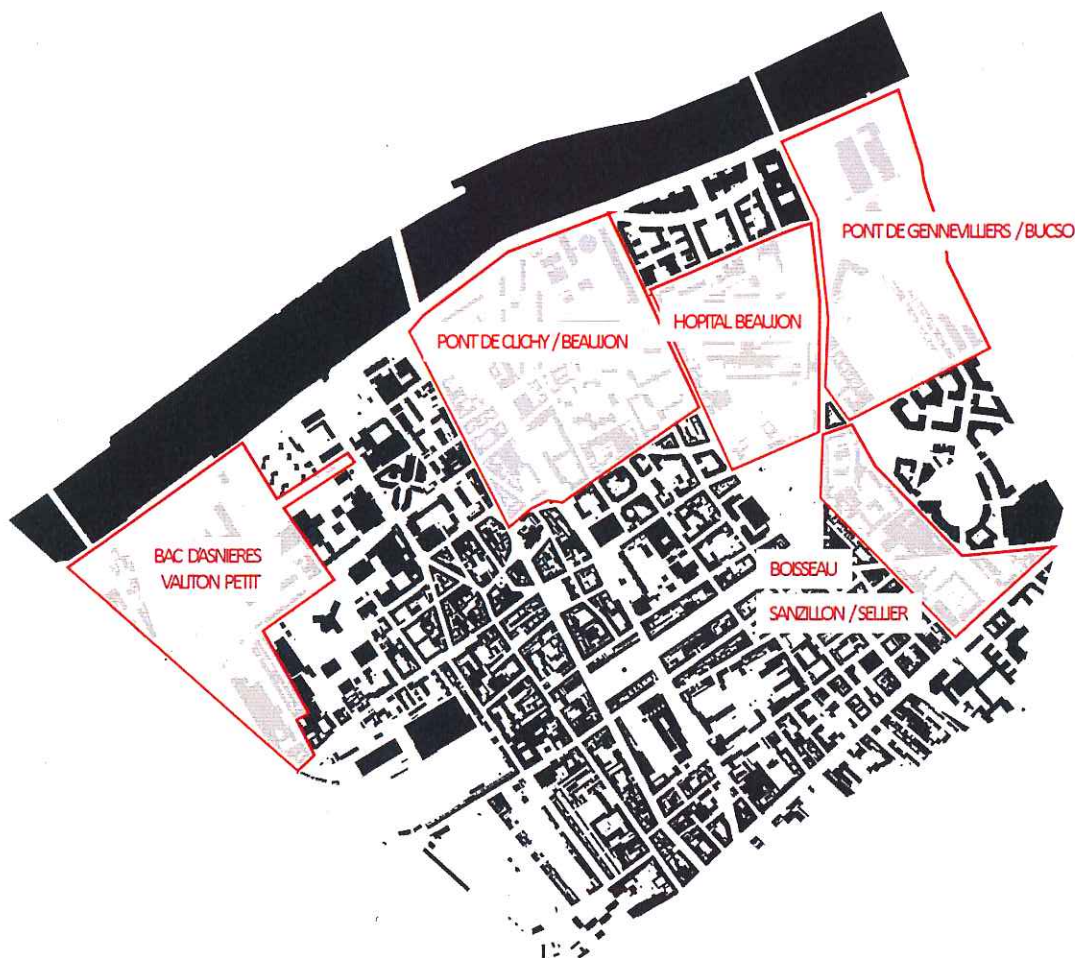 PONT DE GENNEVILLIERS / BUCSO
HOPITAL BEAUJON
PONT DE CLICHY / BEAUJON
BAC D'ASNIERES
VALITON PETIT
BOISSEAU
SANZILLON / SELLIER